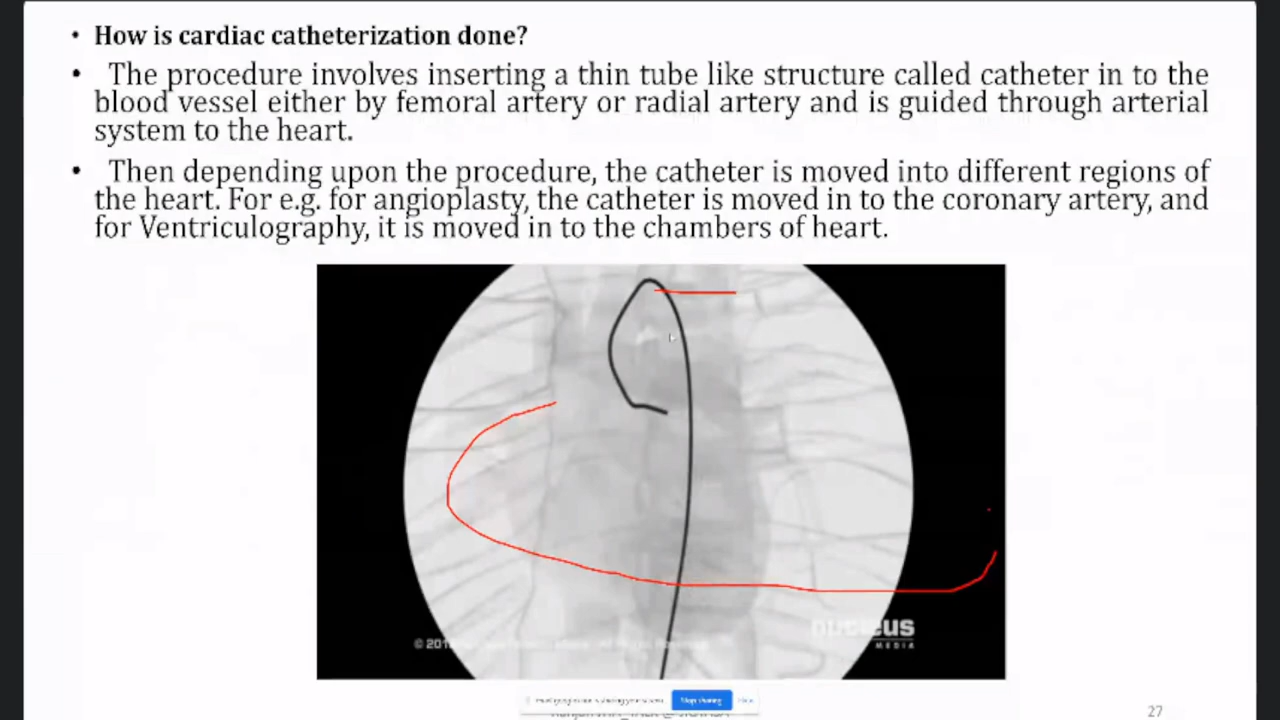 • How is cardiac catheterization done?
• The procedure involves inserting a thin tube like structure called catheter in to the
blood vessel either by femoral artery or radial artery and is guided through arterial
system to the heart.
• Then depending upon the procedure, the catheter is moved into different regions of
the heart. For e.g. for angioplasty, the catheter is moved in to the coronary artery, and
for Ventriculography, it is moved in to the chambers of heart.
nucleus
MEDIA
© 201
Stop sharing
Hide
27